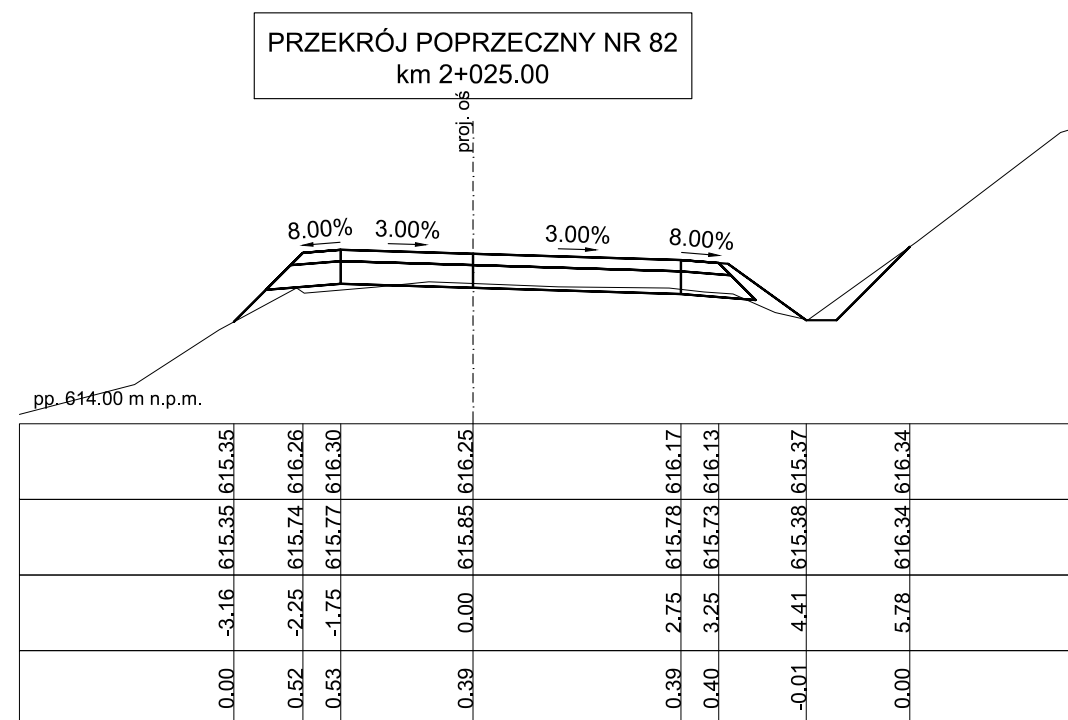 PRZEKRÓJ POPRZECZNY NR 82
km 2+025.00
proj. oś
8.00% 3.00% 3.00% 8.00%
pp. 614.00 m n.p.m.
615.35 616.26 616.30 616.25 616.17 616.13 615.37 616.34
615.35 615.74 615.77 615.85 615.78 615.73 615.38 616.34
-3.16 -2.25 -1.75 0.00 2.75 3.25 4.41 5.78
0.00 0.52 0.53 0.39 0.39 0.40 -0.01 0.00